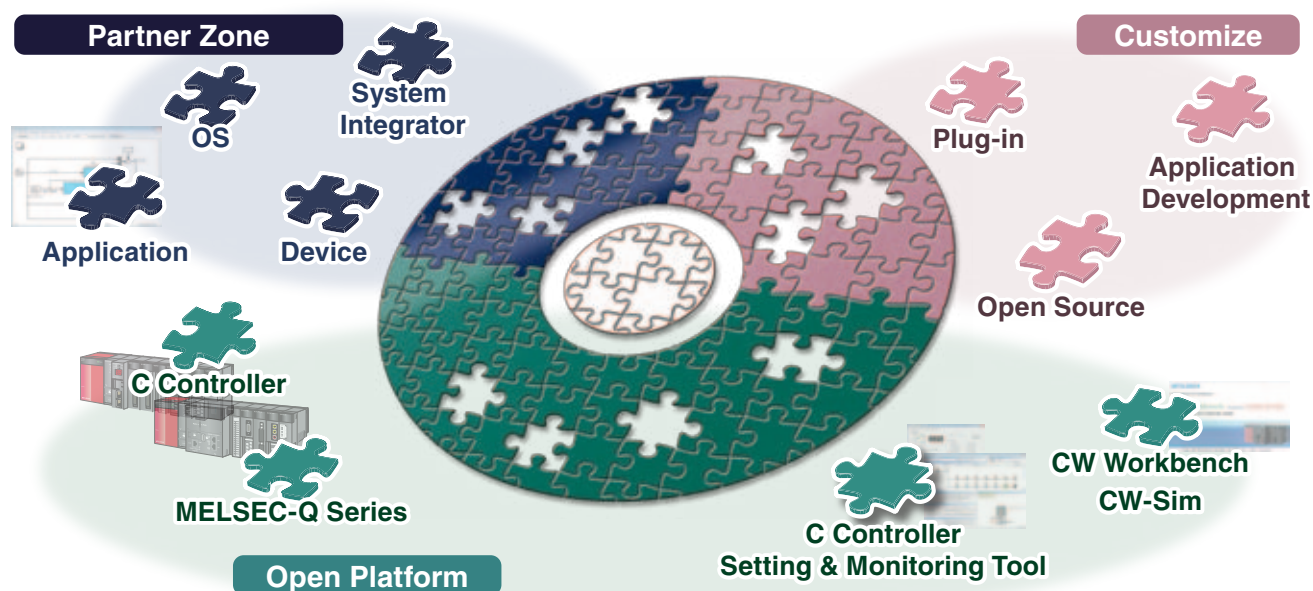 Partner Zone
Customize
OS
System
Integrator
Application
Device
Plug-in
Application
Development
Open Source
C Controller
MELSEC-Q Series
CW Workbench
CW-Sim
C Controller
Setting & Monitoring Tool
Open Platform